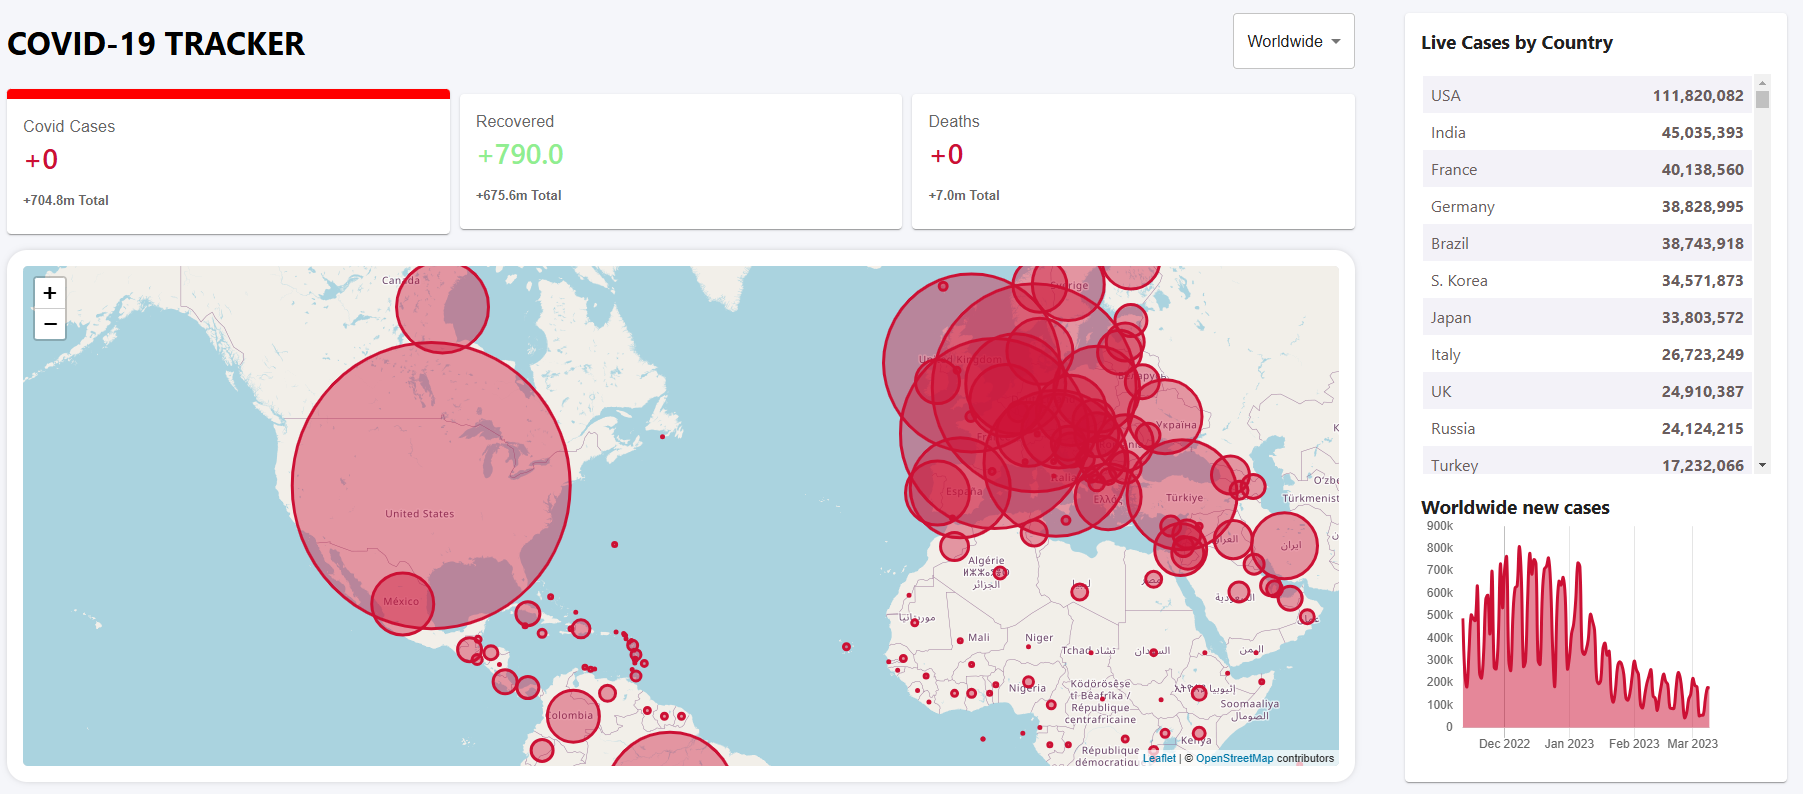 COVID-19 TRACKER
Worldwide
Covid Cases
+0
+704.8m Total
Recovered
+790.0
+675.6m Total
Deaths
+0
+7.0m Total
+
−
Canada
United States
México
Colombia
Sverige
United Kingdom
Беларусь
Україна
España
Italia
Ελλάς
Türkiye
O'zbe
Türkmenist
ایران
العراق
Algérie
الجزائر
ليبيا
مصر
السعودية
عمان
موريتانيا
Mali
Niger
Tchad تشاد
السودان
اليمن
Nigeria
Ködörösêse
tî Bêafrîka /
République
centrafricaine
Soomaaliya
الصومال
Kenya
République
démocratique
Leaflet | © OpenStreetMap contributors
Live Cases by Country
USA 111,820,082
India 45,035,393
France 40,138,560
Germany 38,828,995
Brazil 38,743,918
S. Korea 34,571,873
Japan 33,803,572
Italy 26,723,249
UK 24,910,387
Russia 24,124,215
Turkey 17,232,066
Worldwide new cases
900k
800k
700k
600k
500k
400k
300k
200k
100k
0
Dec 2022 Jan 2023 Feb 2023 Mar 2023